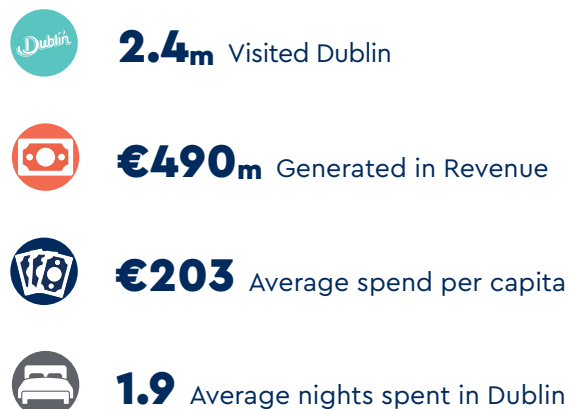 Dublin
2.4m Visited Dublin
€490m Generated in Revenue
€203 Average spend per capita
1.9 Average nights spent in Dublin